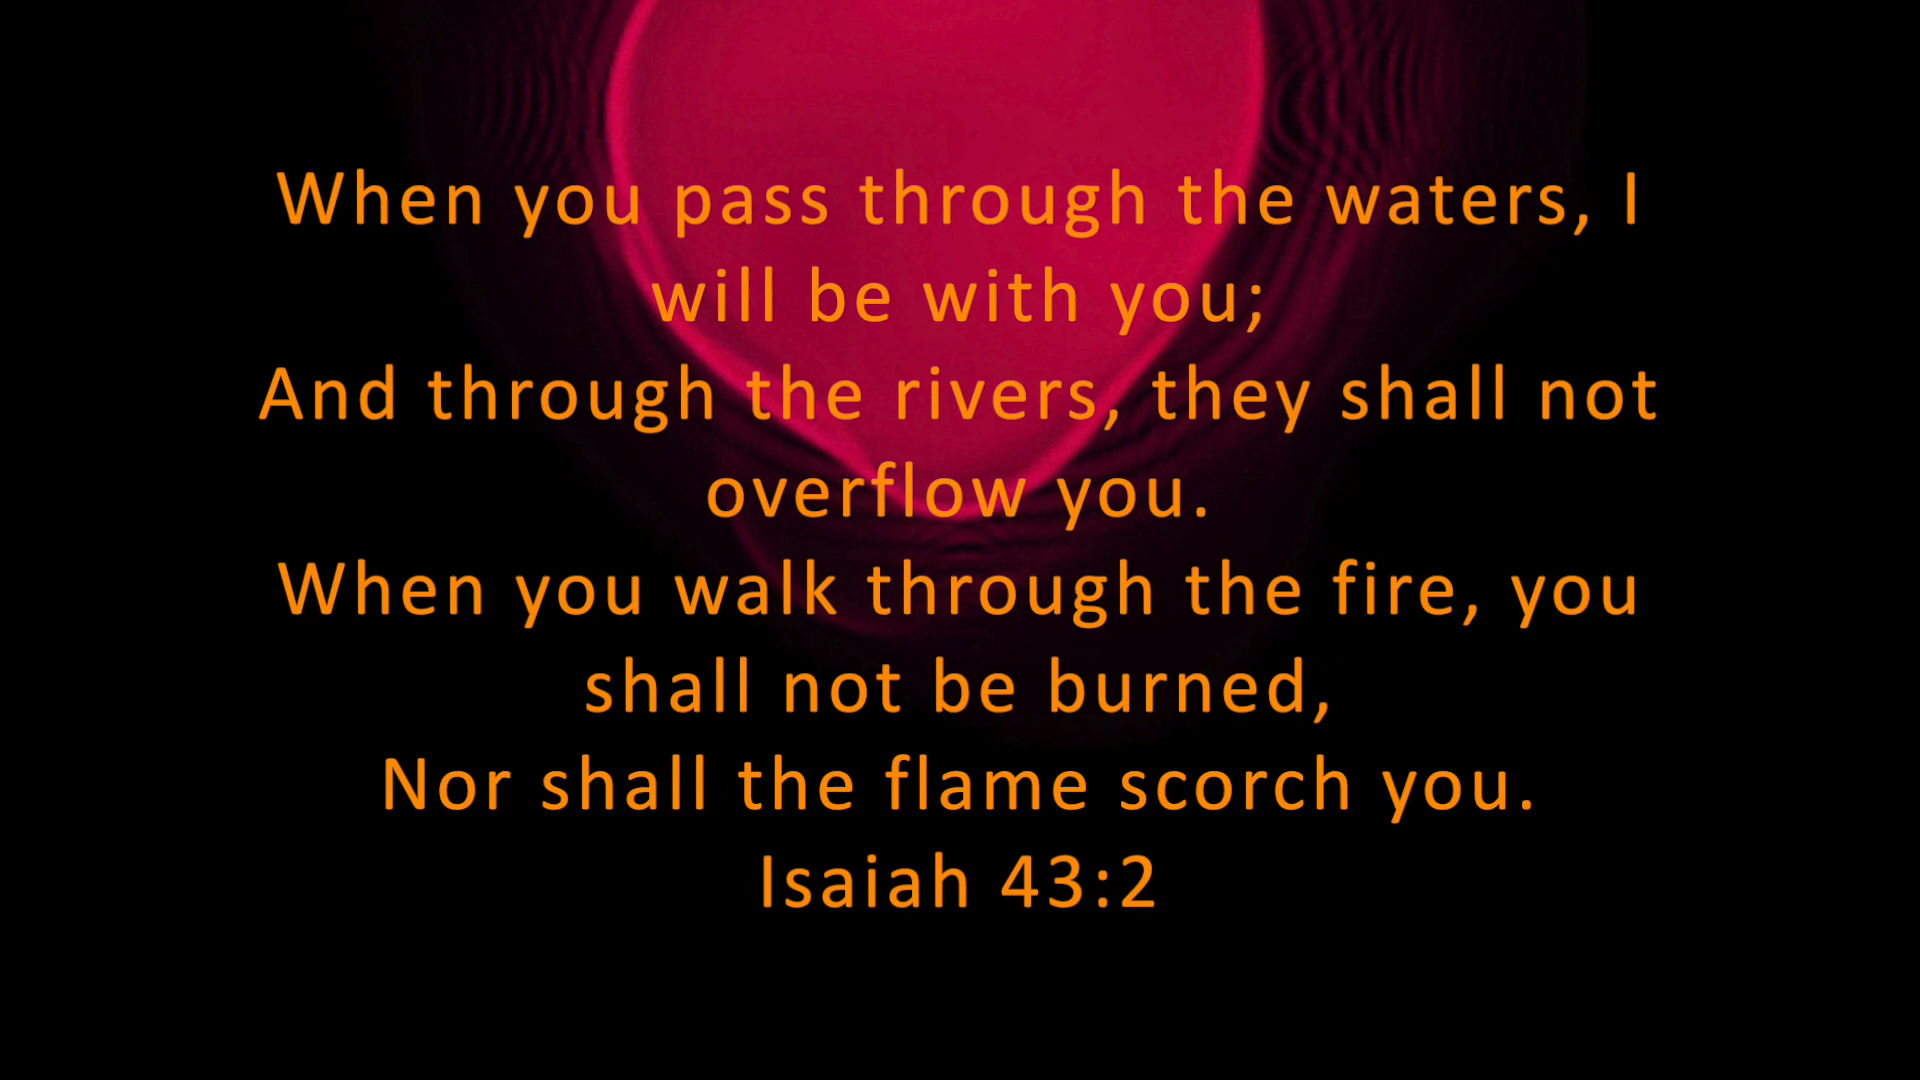 When you pass through the waters, I
will be with you;
And through the rivers, they shall not
overflow you.
When you walk through the fire, you
shall not be burned,
Nor shall the flame scorch you.
Isaiah 43:2